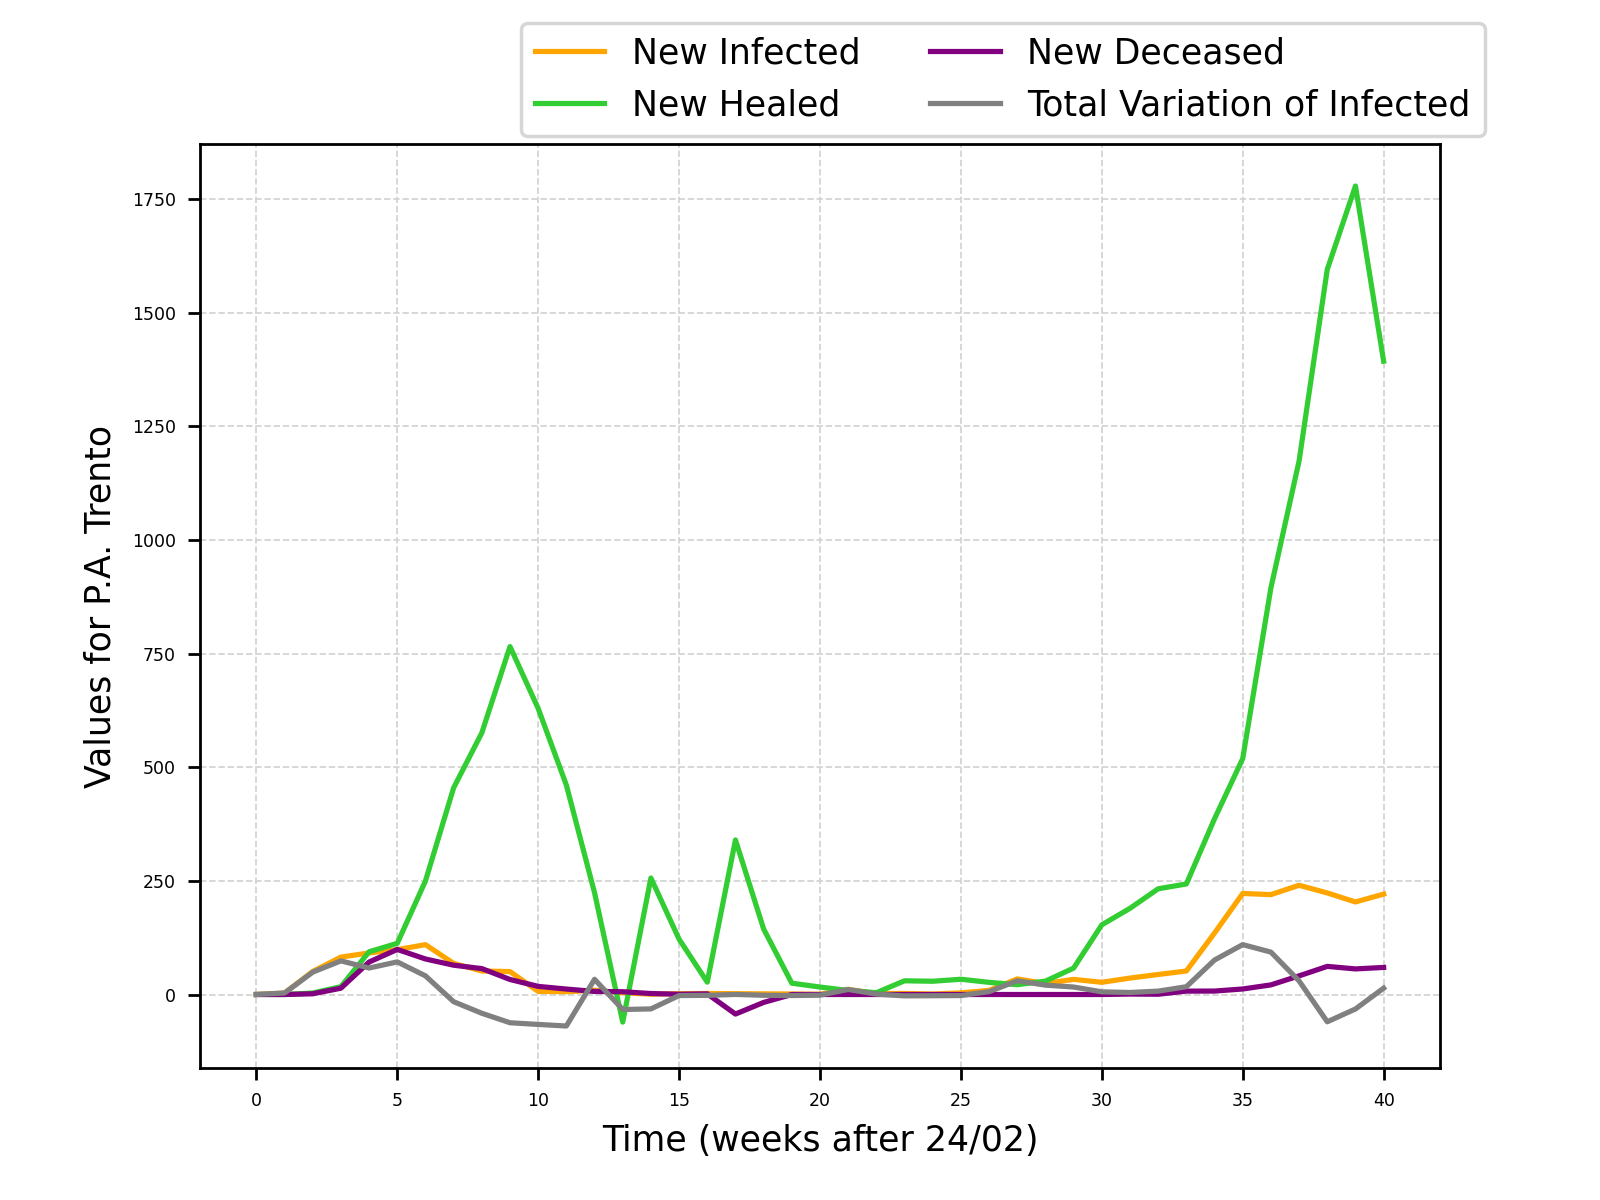 New Infected
New Healed
New Deceased
Total Variation of Infected
Values for P.A. Trento
1750
1500
1250
1000
750
500
250
0
0 5 10 15 20 25 30 35 40
Time (weeks after 24/02)